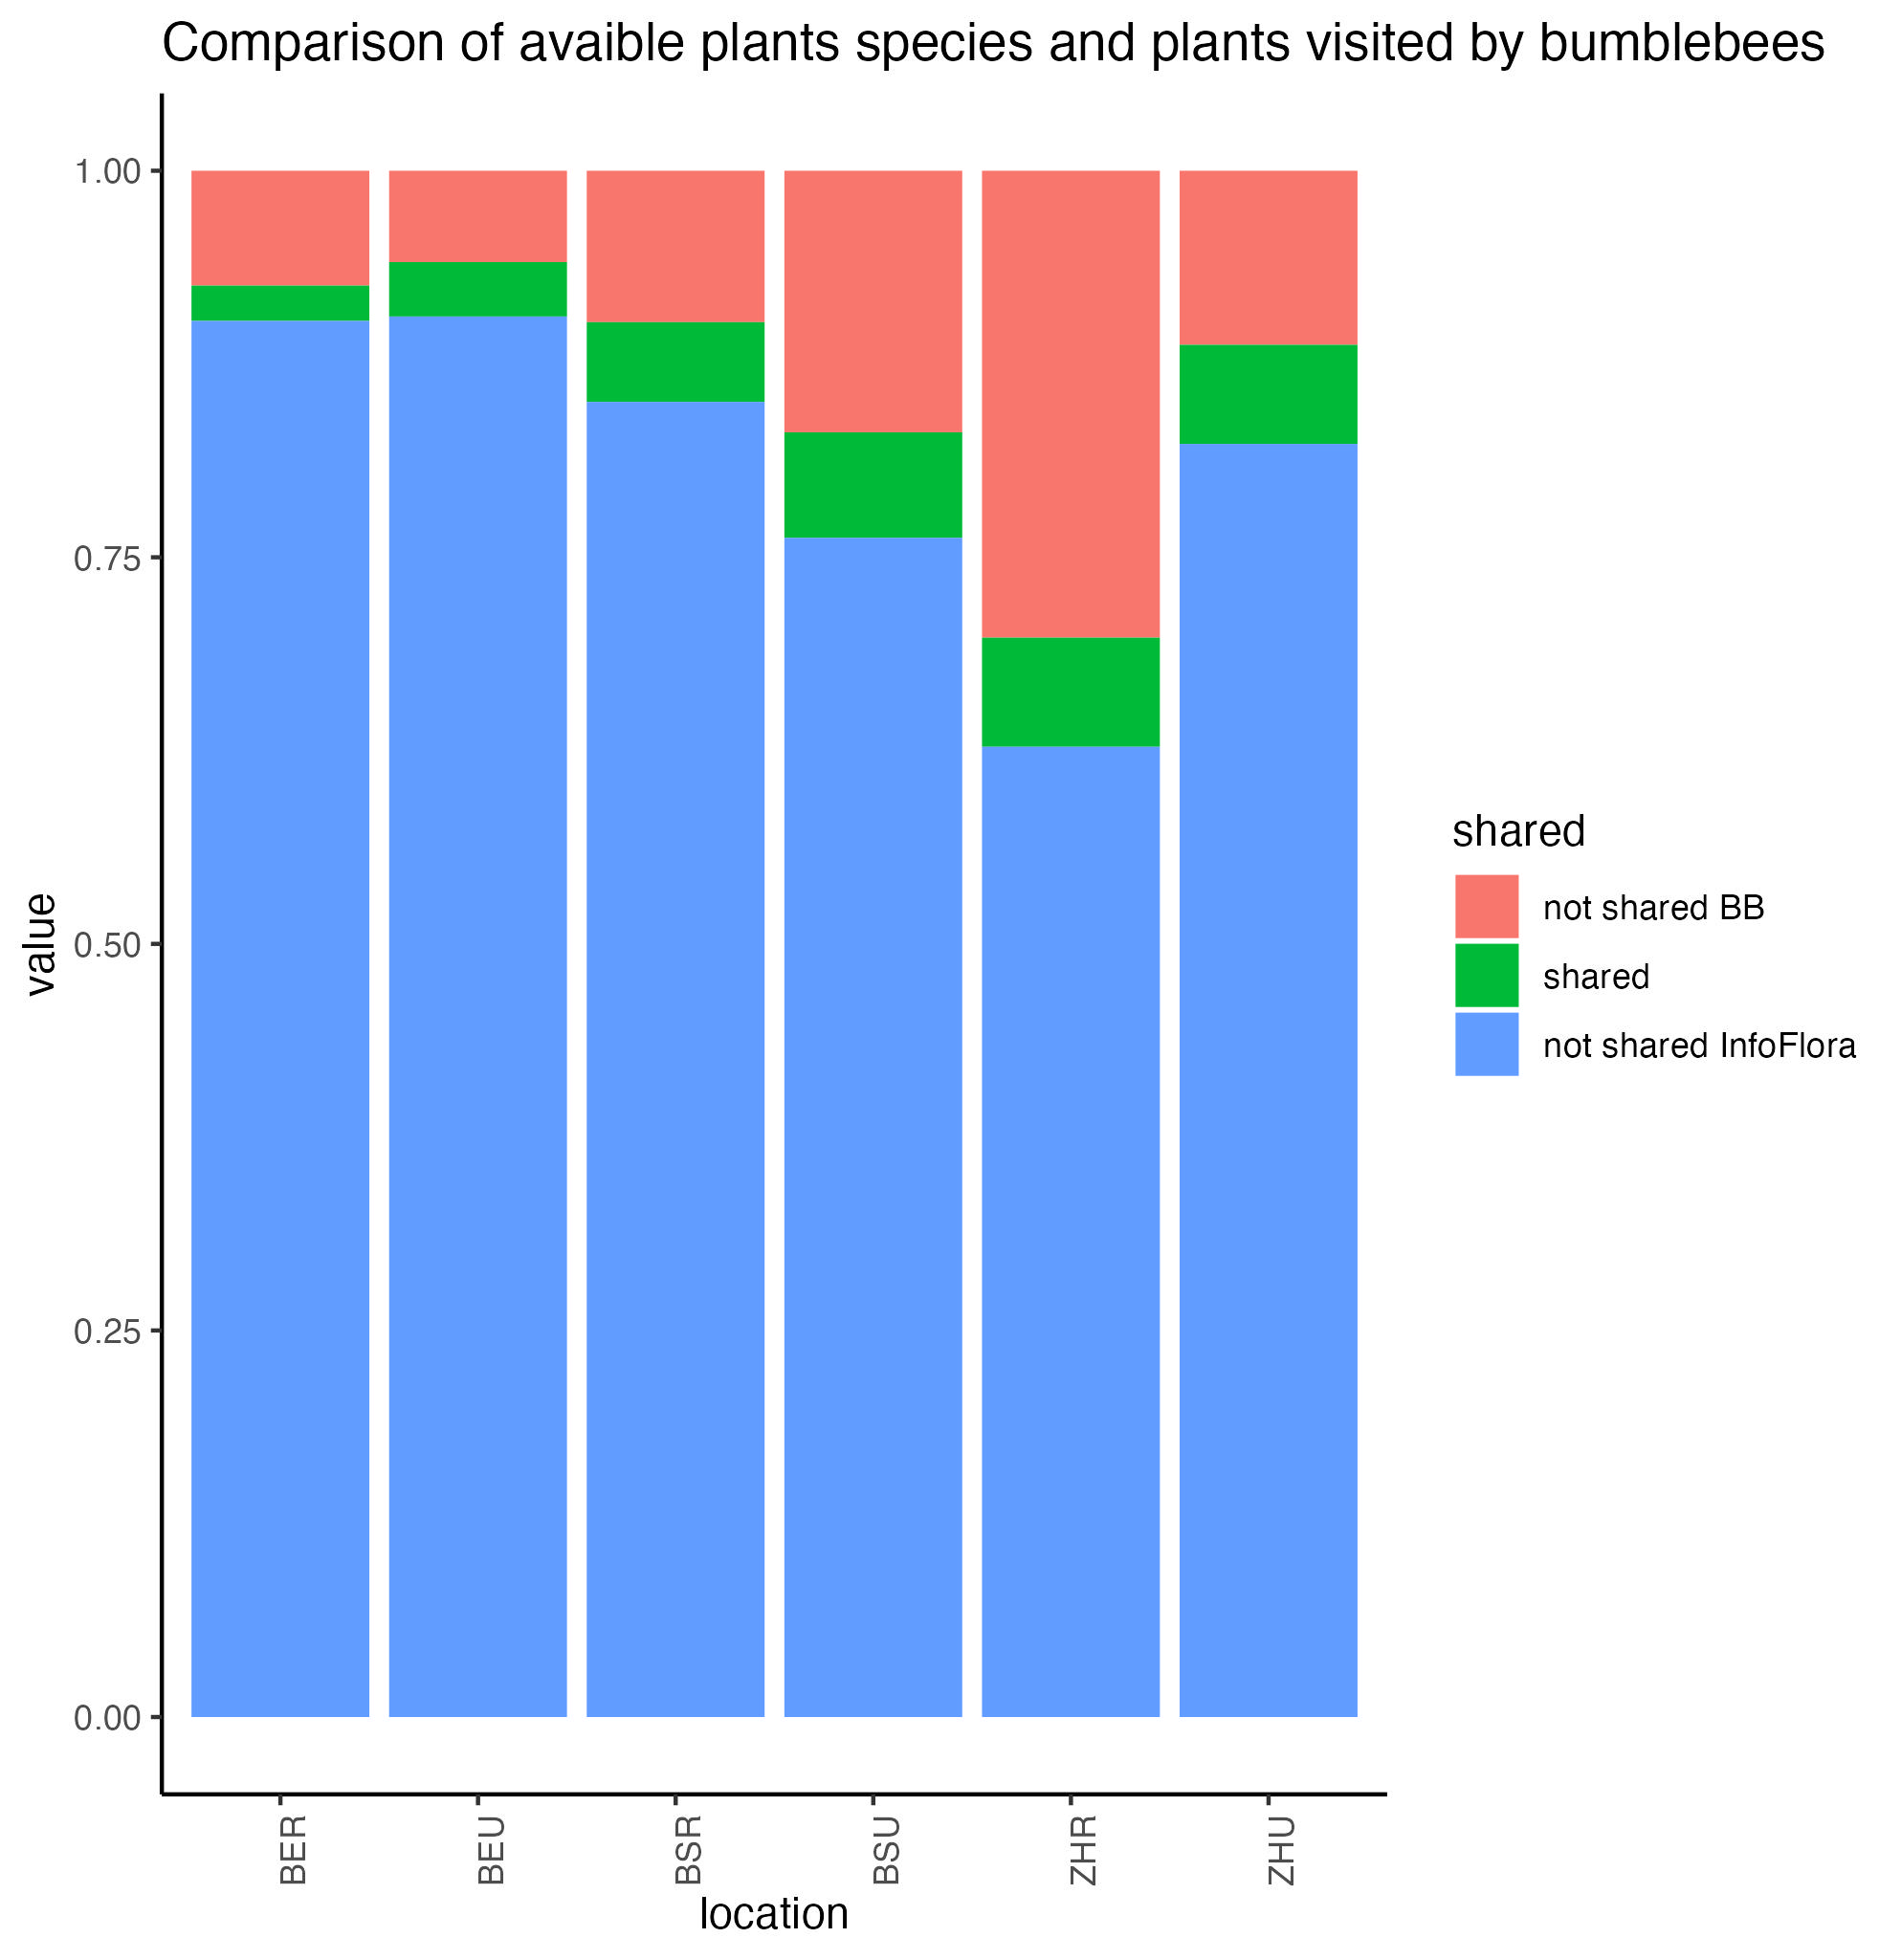 Comparison of avaible plants species and plants visited by bumblebees
1.00
0.75
0.50
0.25
0.00
value
BER
BEU
BSR
BSU
ZHR
ZHU
location
shared
not shared BB
shared
not shared InfoFlora